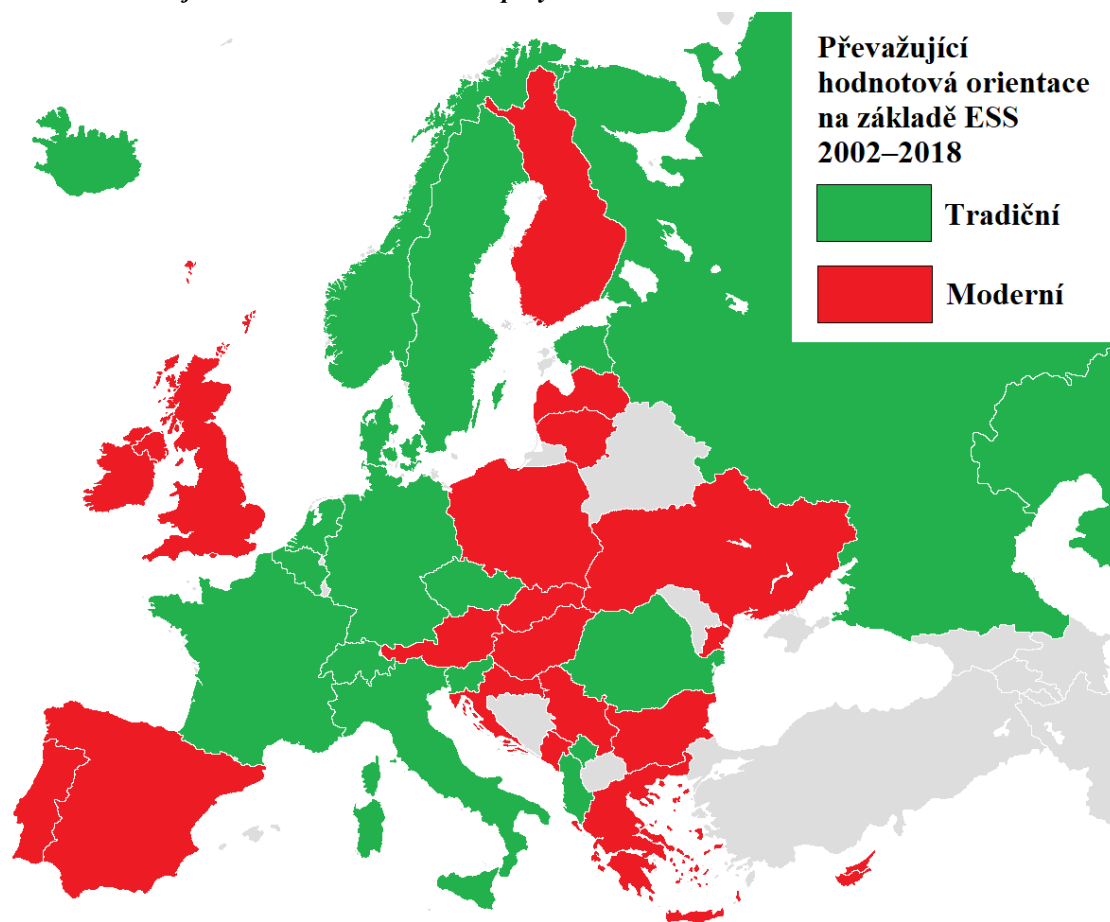 Převažující
hodnotová orientace
na základě ESS
2002–2018
Tradiční
Moderní